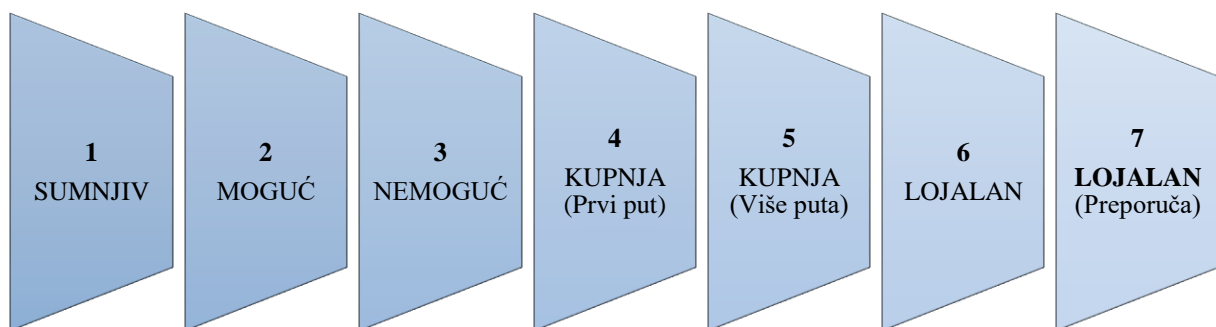 1
SUMNJIV
2
MOGUĆ
3
NEMOGUĆ
4
KUPNJA
(Prvi put)
5
KUPNJA
(Više puta)
6
LOJALAN
7
LOJALAN
(Preporuča)